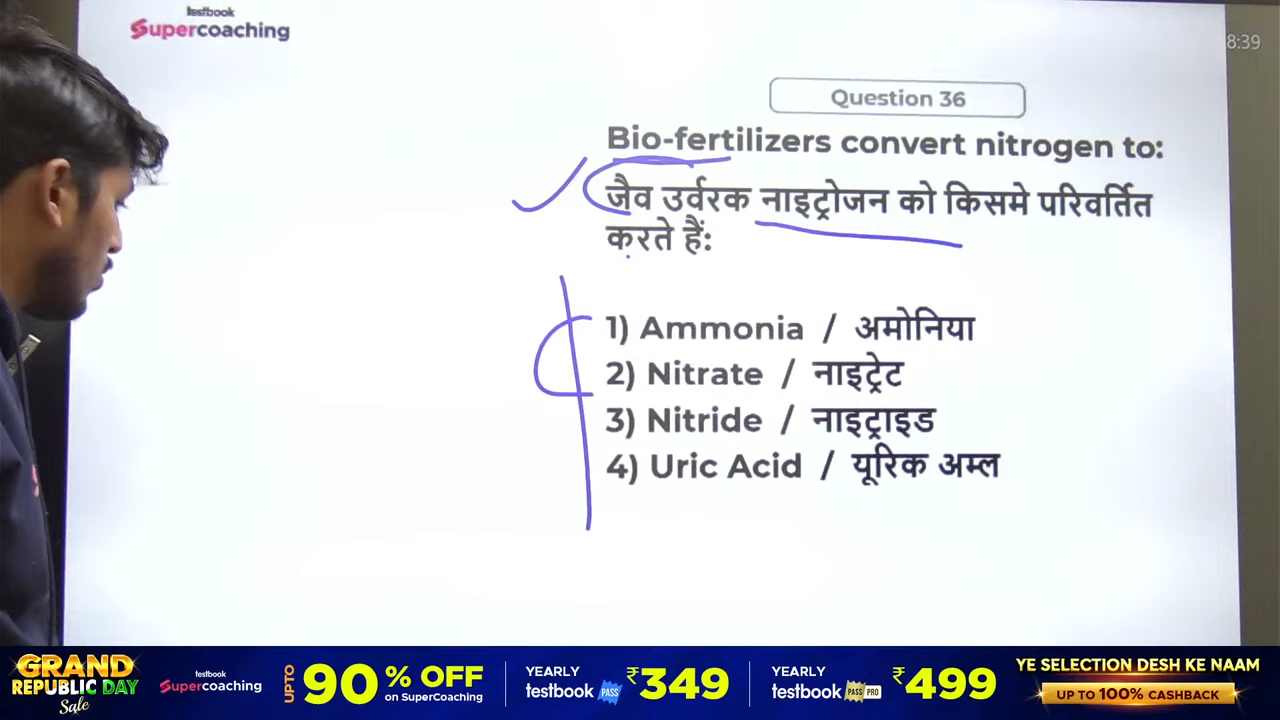 testbook
Supercoaching
8:39
Question 36
Bio-fertilizers convert nitrogen to:
जैव उर्वरक नाइट्रोजन को किसमे परिवर्तित
करते हैं:
1) Ammonia / अमोनिया
2) Nitrate / नाइट्रेट
3) Nitride / नाइट्राइड
4) Uric Acid / यूरिक अम्ल
GRAND
REPUBLIC DAY
Sale
testbook
Supercoaching
UPTO
90% OFF
on SuperCoaching
YEARLY
testbook PASS
₹349
YEARLY
testbook PASS PRO
₹499
YE SELECTION DESH KE NAAM
UP TO 100% CASHBACK